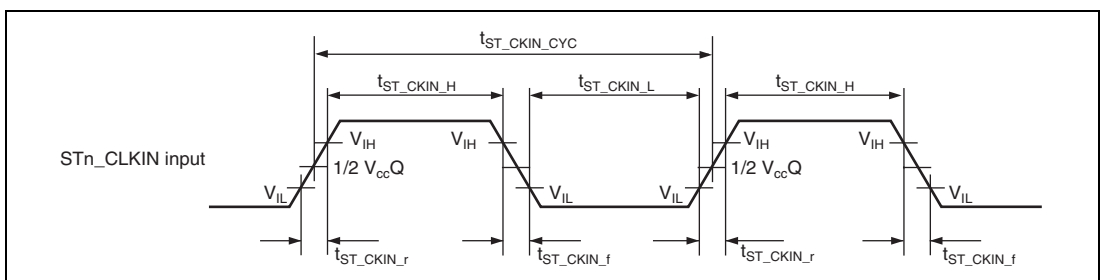 tST_CKIN_CYC
tST_CKIN_H tST_CKIN_L tST_CKIN_H
STn_CLKIN input
VIH VIH VIH VIH
1/2 VccQ 1/2 VccQ
VIL VIL VIL VIL
tST_CKIN_r tST_CKIN_f tST_CKIN_r tST_CKIN_f